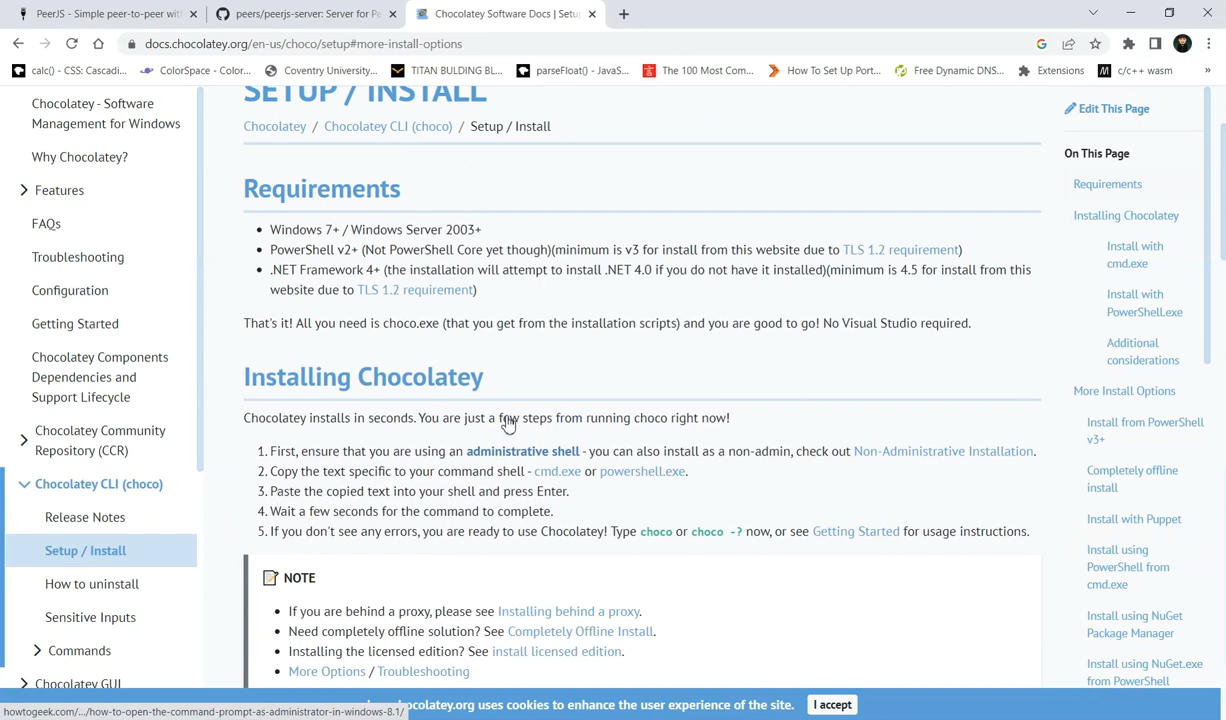 PeerJS - Simple peer-to-peer with
peers/peerjs-server: Server for Pe
Chocolatey Software Docs | Setup
docs.chocolatey.org/en-us/choco/setup#more-install-options
calc() - CSS: Cascadi...
ColorSpace - Color...
Coventry University...
TITAN BULDING BL...
parseFloat() - JavaS...
The 100 Most Com...
How To Set Up Port...
Free Dynamic DNS...
Extensions
c/c++ wasm
»
Chocolatey - Software
Management for Windows
Why Chocolatey?
Features
FAQs
Troubleshooting
Configuration
Getting Started
Chocolatey Components
Dependencies and
Support Lifecycle
Chocolatey Community
Repository (CCR)
Chocolatey CLI (choco)
Release Notes
Setup / Install
How to uninstall
Sensitive Inputs
Commands
Chocolatey GUI
SETUP / INSTALL
Chocolatey / Chocolatey CLI (choco) / Setup / Install
Requirements
• Windows 7+ / Windows Server 2003+
• PowerShell v2+ (Not PowerShell Core yet though)(minimum is v3 for install from this website due to TLS 1.2 requirement)
• .NET Framework 4+ (the installation will attempt to install .NET 4.0 if you do not have it installed)(minimum is 4.5 for install from this
website due to TLS 1.2 requirement)
That's it! All you need is choco.exe (that you get from the installation scripts) and you are good to go! No Visual Studio required.
Installing Chocolatey
Chocolatey installs in seconds. You are just a few steps from running choco right now!
1. First, ensure that you are using an administrative shell - you can also install as a non-admin, check out Non-Administrative Installation.
2. Copy the text specific to your command shell - cmd.exe or powershell.exe.
3. Paste the copied text into your shell and press Enter.
4. Wait a few seconds for the command to complete.
5. If you don't see any errors, you are ready to use Chocolatey! Type choco or choco -? now, or see Getting Started for usage instructions.
NOTE
• If you are behind a proxy, please see Installing behind a proxy.
• Need completely offline solution? See Completely Offline Install.
• Installing the licensed edition? See install licensed edition.
• More Options / Troubleshooting
Edit This Page
On This Page
Requirements
Installing Chocolatey
Install with
cmd.exe
Install with
PowerShell.exe
Additional
considerations
More Install Options
Install from PowerShell
v3+
Completely offline
install
Install with Puppet
Install using
PowerShell from
cmd.exe
Install using NuGet
Package Manager
Install using NuGet.exe
from PowerShell
hocolatey.org uses cookies to enhance the user experience of the site.
I accept
howtogeek.com/.../how-to-open-the-command-prompt-as-administrator-in-windows-8.1/